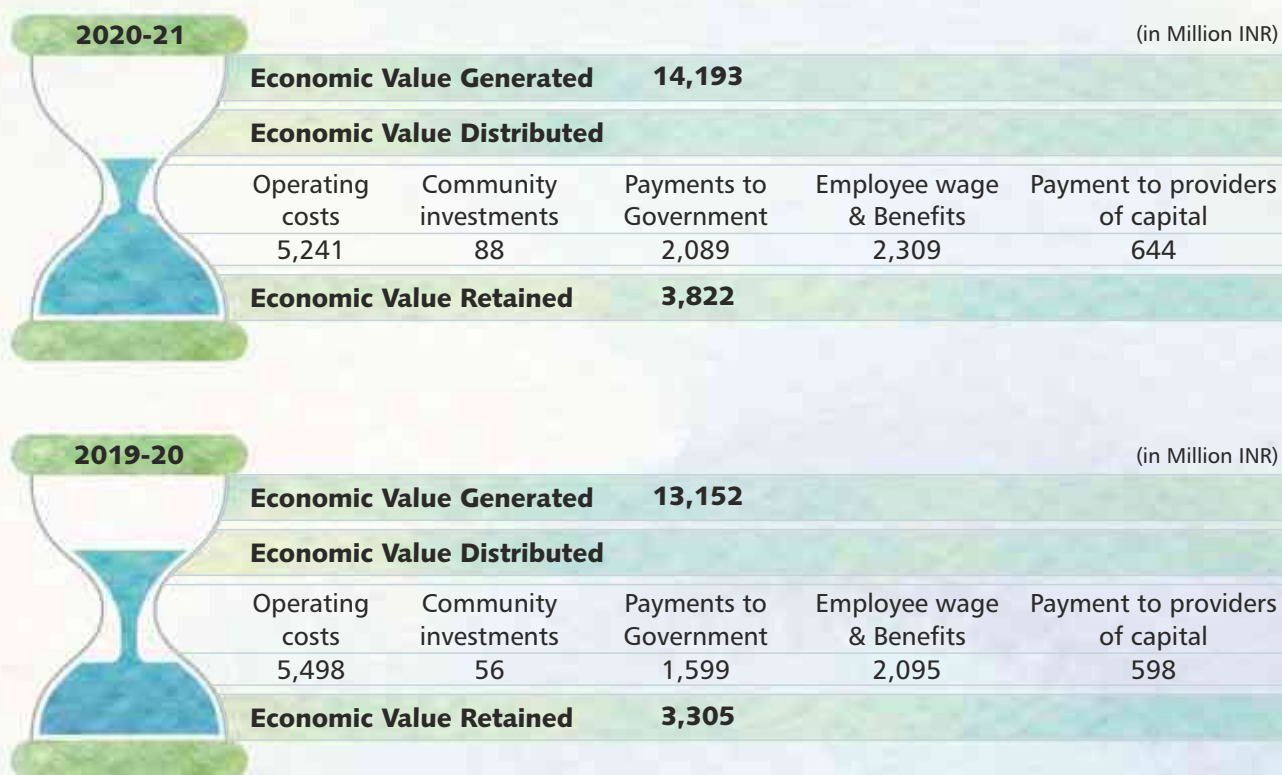 2020-21
(in Million INR)
Economic Value Generated 14,193
Economic Value Distributed
Operating Community Payments to Employee wage Payment to providers
costs investments Government & Benefits of capital
5,241 88 2,089 2,309 644
Economic Value Retained 3,822
2019-20
(in Million INR)
Economic Value Generated 13,152
Economic Value Distributed
Operating Community Payments to Employee wage Payment to providers
costs investments Government & Benefits of capital
5,498 56 1,599 2,095 598
Economic Value Retained 3,305